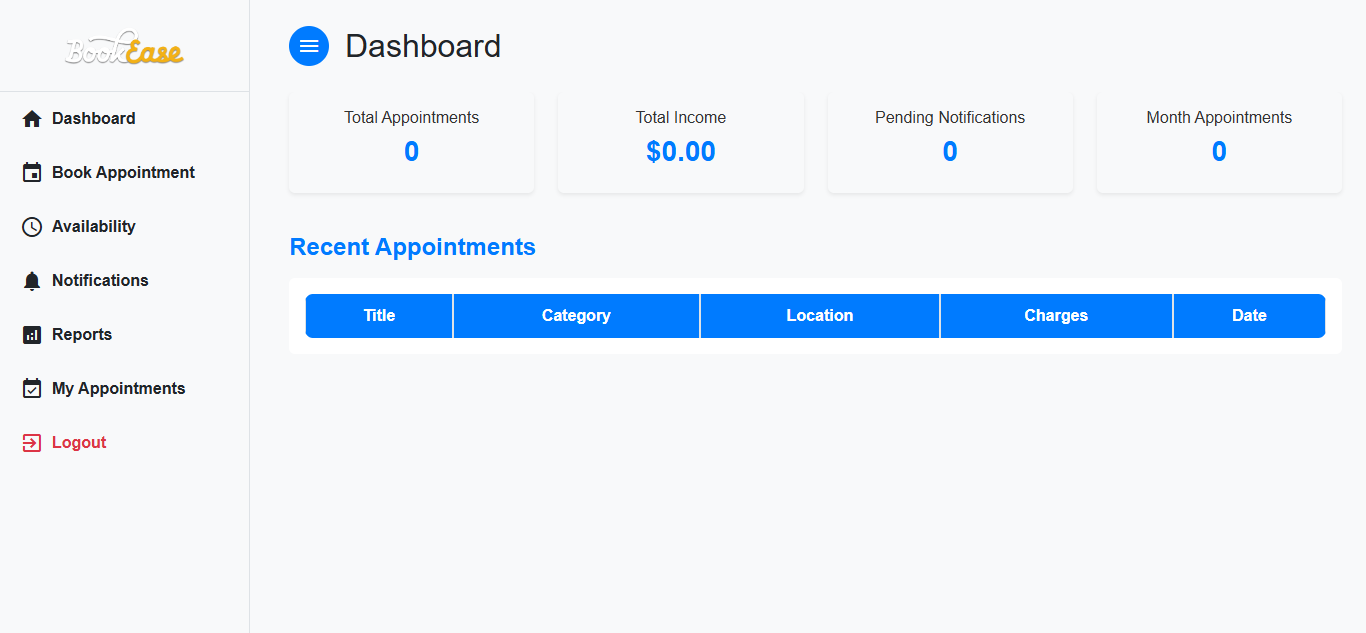 BookEase
Dashboard
Dashboard
Book Appointment
Availability
Notifications
Reports
My Appointments
Logout
Total Appointments
0
Total Income
$0.00
Pending Notifications
0
Month Appointments
0
Recent Appointments
Title Category Location Charges Date